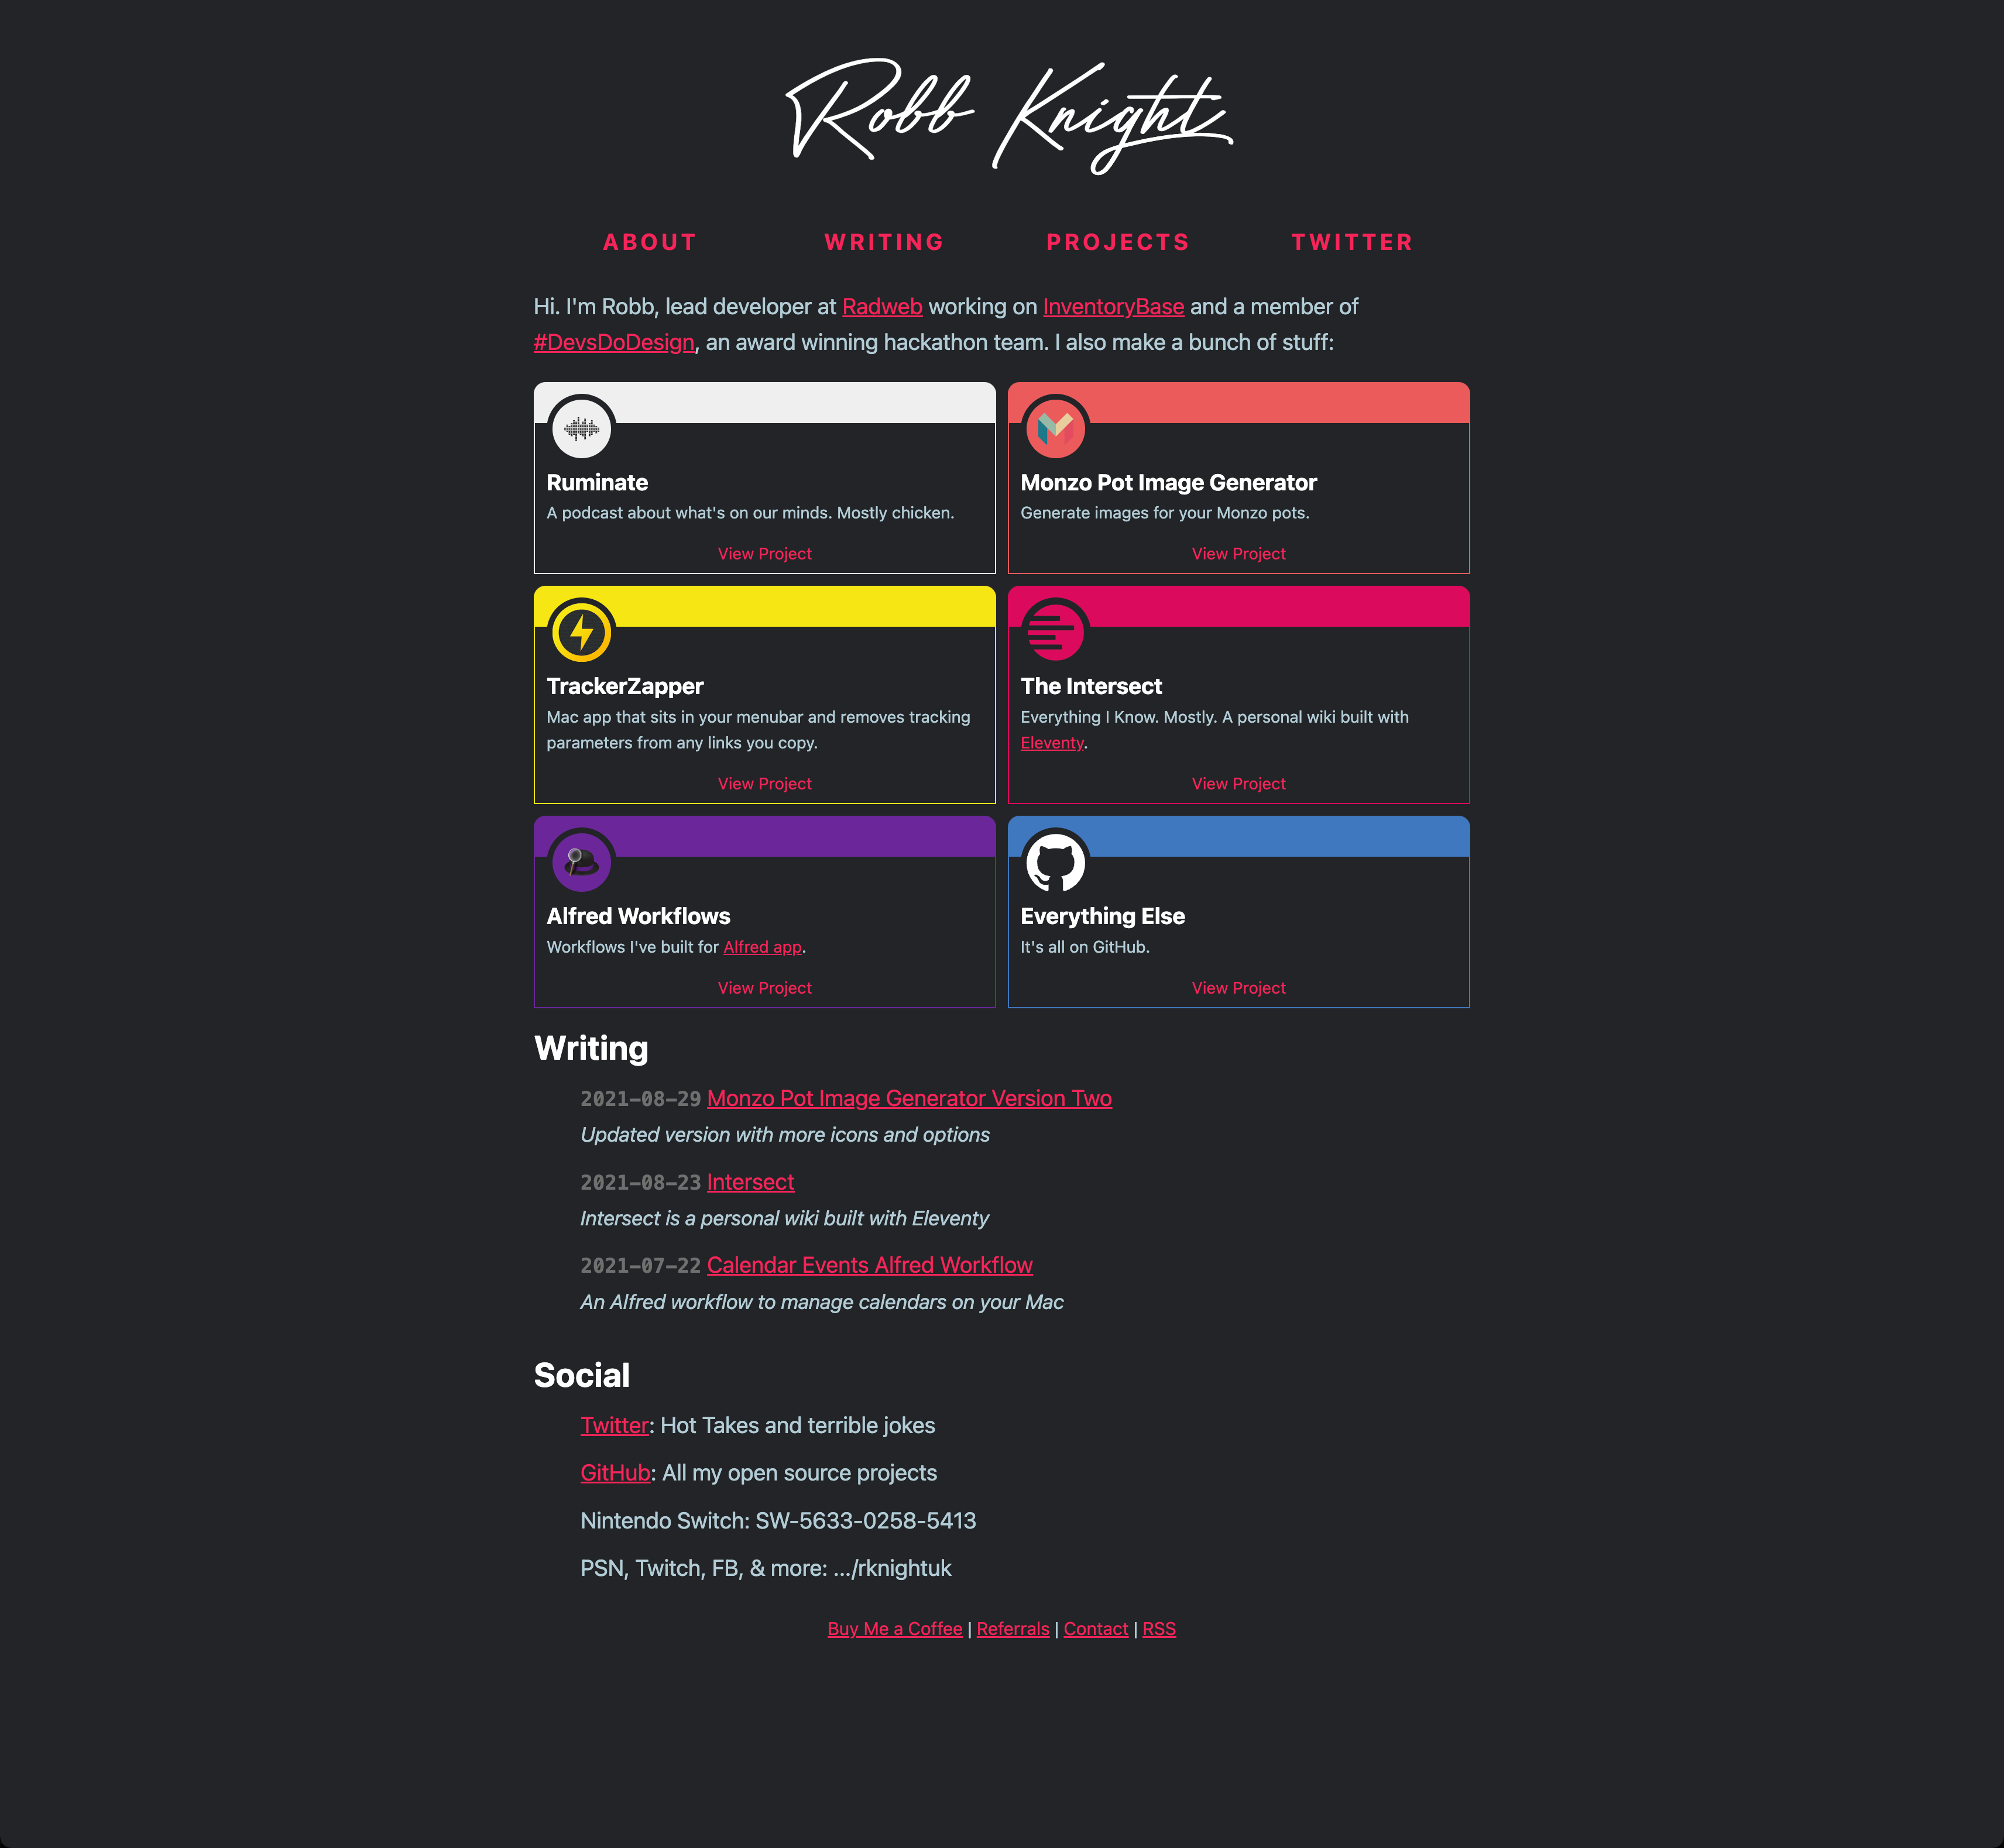 Robb Knight
ABOUT WRITING PROJECTS TWITTER
Hi. I'm Robb, lead developer at Radweb working on InventoryBase and a member of
#DevsDoDesign, an award winning hackathon team. I also make a bunch of stuff:
Ruminate
A podcast about what's on our minds. Mostly chicken.
View Project
Monzo Pot Image Generator
Generate images for your Monzo pots.
View Project
TrackerZapper
Mac app that sits in your menubar and removes tracking
parameters from any links you copy.
View Project
The Intersect
Everything I Know. Mostly. A personal wiki built with
Eleventy.
View Project
Alfred Workflows
Workflows I've built for Alfred app.
View Project
Everything Else
It's all on GitHub.
View Project
Writing
2021-08-29 Monzo Pot Image Generator Version Two
Updated version with more icons and options
2021-08-23 Intersect
Intersect is a personal wiki built with Eleventy
2021-07-22 Calendar Events Alfred Workflow
An Alfred workflow to manage calendars on your Mac
Social
Twitter: Hot Takes and terrible jokes
GitHub: All my open source projects
Nintendo Switch: SW-5633-0258-5413
PSN, Twitch, FB, & more: .../rknightuk
Buy Me a Coffee | Referrals | Contact | RSS